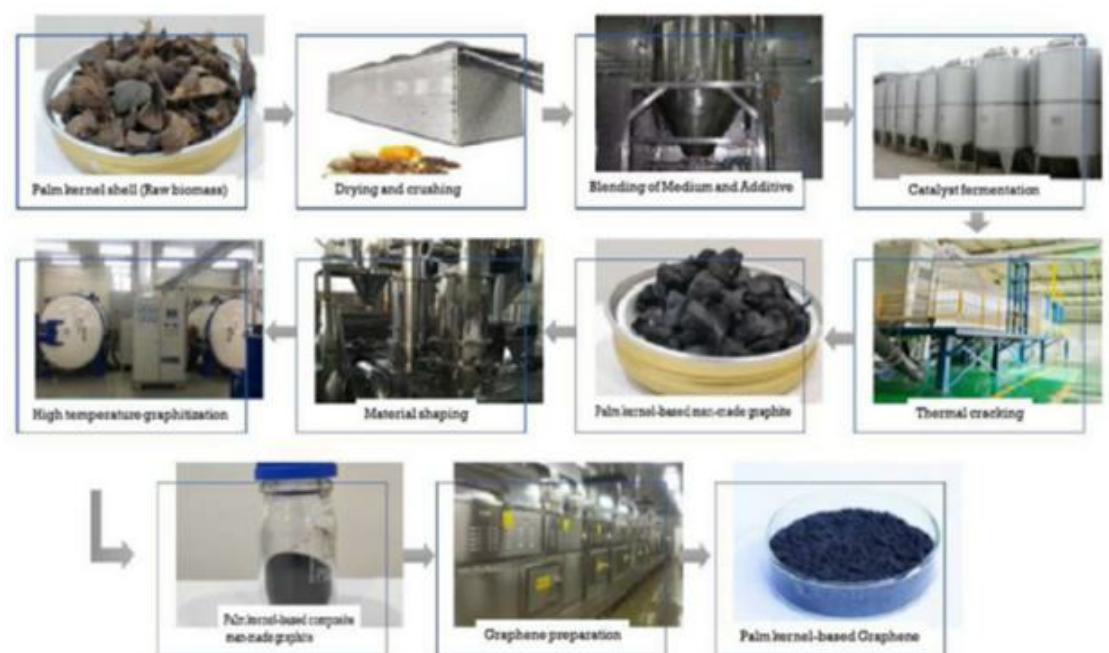 Palm kernel shell (Raw biomass)
Drying and crushing
Blending of Medium and Additive
Catalyst fermentation
Thermal cracking
Palm kernel-based man-made graphite
Material shaping
High temperature graphitization
Palm kernel-based composite
man-made graphite
Graphene preparation
Palm kernel-based Graphene